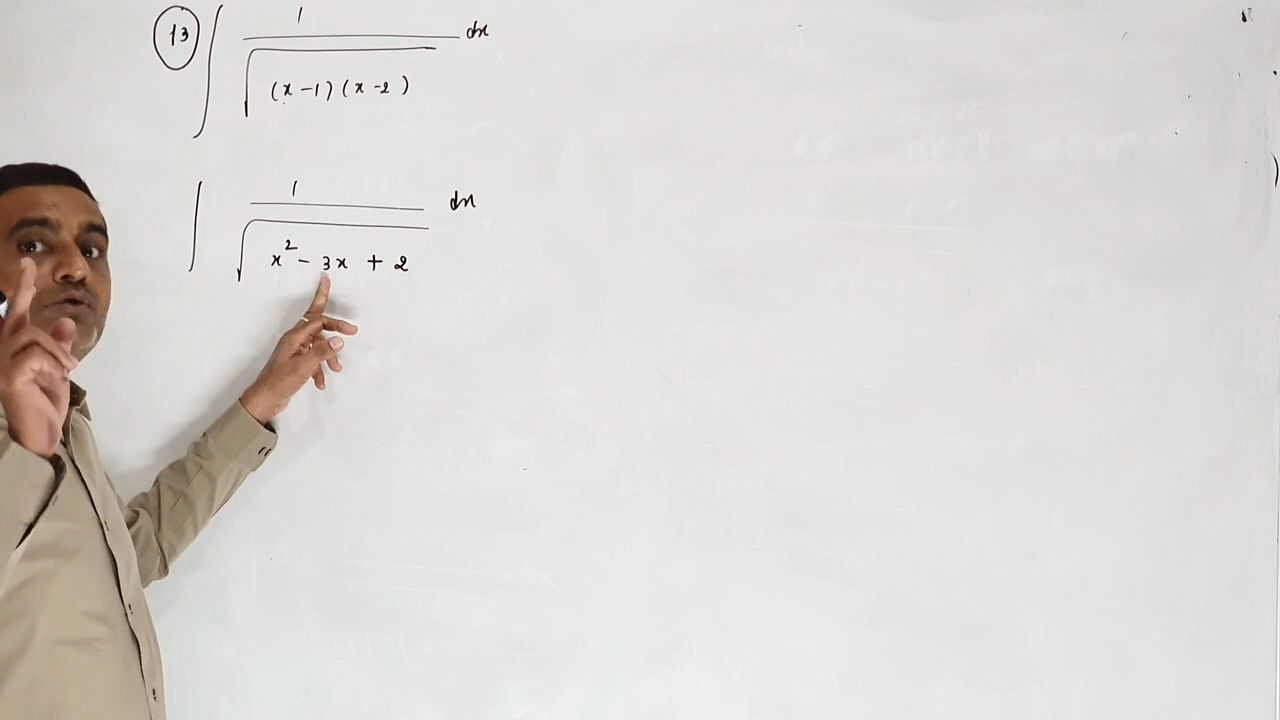 13 ∫ 1 / √((x - 1)(x - 2)) dx
∫ 1 / √(x² - 3x + 2) dx